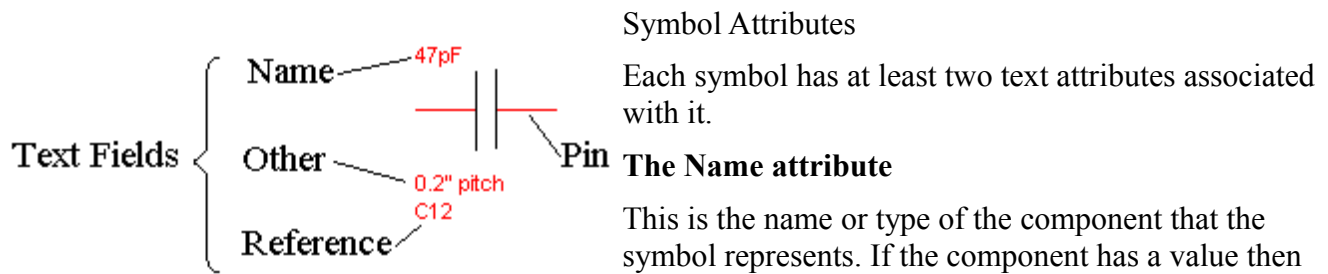 Text Fields
Name
Other
Reference
47pF
0.2" pitch
C12
Pin
Symbol Attributes
Each symbol has at least two text attributes associated
with it.
The Name attribute
This is the name or type of the component that the
symbol represents. If the component has a value then